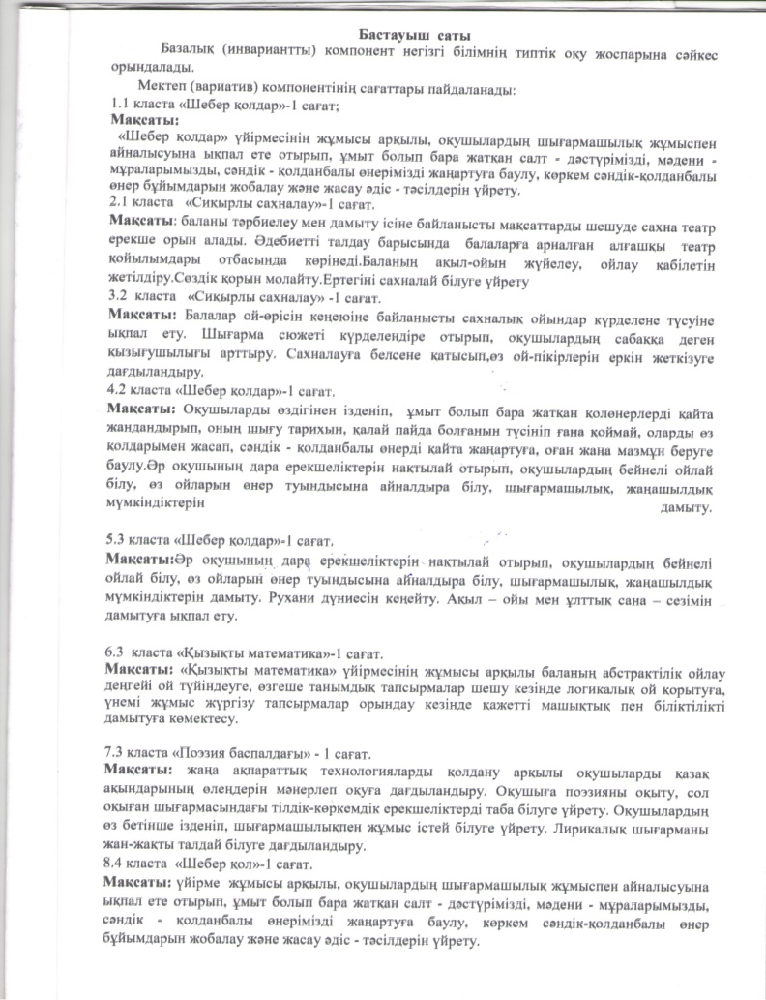 Бастауыш саты
Базалық (инвариантты) компонент негізгі білімнің типтік оқу жоспарына сәйкес
орындалады.
Мектеп (вариатив) компонентінің сағаттары пайдаланады:
1.1 класта «Шебер қолдар»-1 сағат;
Мақсаты:
«Шебер қолдар» үйірмесінің жұмысы арқылы, оқушылардың шығармашылық жұмыспен
айналысуына ықпал ете отырып, ұмыт болып бара жатқан салт - дәстүрімізді, мәдени -
мұраларымызды, сәндік - қолданбалы өнерімізді жаңартуға баулу, көркем сәндік-қолданбалы
өнер бұйымдарын жобалау және жасау әдіс - тәсілдерін үйрету.
2.1 класта «Сиқырлы сахналау»-1 сағат.
Мақсаты: баланы тәрбиелеу мен дамыту ісіне байланысты мақсаттарды шешуде сахна театр
ерекше орын алады. Әдебиетті талдау барысында балаларға арналған алғашқы театр
қойылымдары отбасында көрінеді.Баланың ақыл-ойын жүйелеу, ойлау қабілетін
жетілдіру.Сөздік қорын молайту.Ертегіні сахналай білуге үйрету
3.2 класта «Сиқырлы сахналау» -1 сағат.
Мақсаты: Балалар ой-өрісін кеңеюіне байланысты сахналық ойындар күрделене түсуіне
ықпал ету. Шығарма сюжеті күрделендіре отырып, оқушылардың сабаққа деген
қызығушылығы арттыру. Сахналауға белсене қатысып,өз ой-пікірлерін еркін жеткізуге
дағдыландыру.
4.2 класта «Шебер қолдар»-1 сағат.
Мақсаты: Оқушыларды өздігінен ізденіп, ұмыт болып бара жатқан қолөнерлерді қайта
жандандырып, оның шығу тарихын, қалай пайда болғанын түсініп ғана қоймай, оларды өз
қолдарымен жасап, сәндік - қолданбалы өнерді қайта жаңартуға, оған жаңа мазмұн беруге
баулу.Әр оқушының дара ерекшеліктерін нақтылай отырып, оқушылардың бейнелі ойлай
білу, өз ойларын өнер туындысына айналдыра білу, шығармашылық, жаңашылдық
мүмкіндіктерін дамыту.
5.3 класта «Шебер қолдар»-1 сағат.
Мақсаты:Әр оқушының дара ерекшеліктерін нақтылай отырып, оқушылардың бейнелі
ойлай білу, өз ойларын өнер туындысына айналдыра білу, шығармашылық, жаңашылдық
мүмкіндіктерін дамыту. Рухани дүниесін кеңейту. Ақыл – ойы мен ұлттық сана – сезімін
дамытуға ықпал ету.
6.3 класта «Қызықты математика»-1 сағат.
Мақсаты: «Қызықты математика» үйірмесінің жұмысы арқылы баланың абстрактілік ойлау
деңгейі ой түйіндеуге, өзгеше танымдық тапсырмалар шешу кезінде логикалық ой қорытуға,
үнемі жұмыс жүргізу тапсырмалар орындау кезінде қажетті машықтық пен біліктілікті
дамытуға көмектесу.
7.3 класта «Поэзия баспалдағы» - 1 сағат.
Мақсаты: жаңа ақпараттық технологияларды қолдану арқылы оқушыларды қазақ
ақындарының өлеңдерін мәнерлеп оқуға дағдыландыру. Оқушыға поэзияны оқыту, сол
оқыған шығармасындағы тілдік-көркемдік ерекшеліктерді таба білуге үйрету. Оқушылардың
өз бетінше ізденіп, шығармашылықпен жұмыс істей білуге үйрету. Лирикалық шығарманы
жан-жақты талдай білуге дағдыландыру.
8.4 класта «Шебер қол»-1 сағат.
Мақсаты: үйірме жұмысы арқылы, оқушылардың шығармашылық жұмыспен айналысуына
ықпал ете отырып, ұмыт болып бара жатқан салт - дәстүрімізді, мәдени - мұраларымызды,
сәндік - қолданбалы өнерімізді жаңартуға баулу, көркем сәндік-қолданбалы өнер
бұйымдарын жобалау және жасау әдіс - тәсілдерін үйрету.